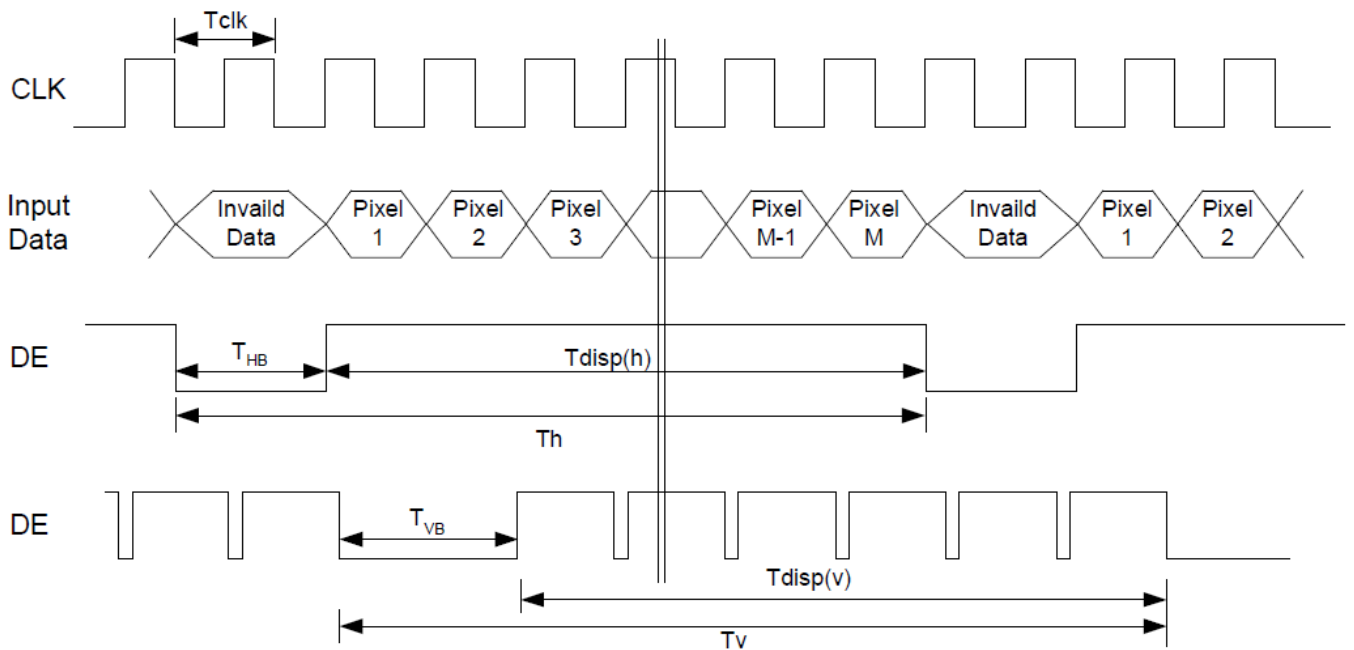 Tclk
CLK
Input
Data
Invaild
Data
Pixel
1
Pixel
2
Pixel
3
Pixel
M-1
Pixel
M
Invaild
Data
Pixel
1
Pixel
2
DE
THB
Tdisp(h)
Th
DE
TVB
Tdisp(v)
Tv